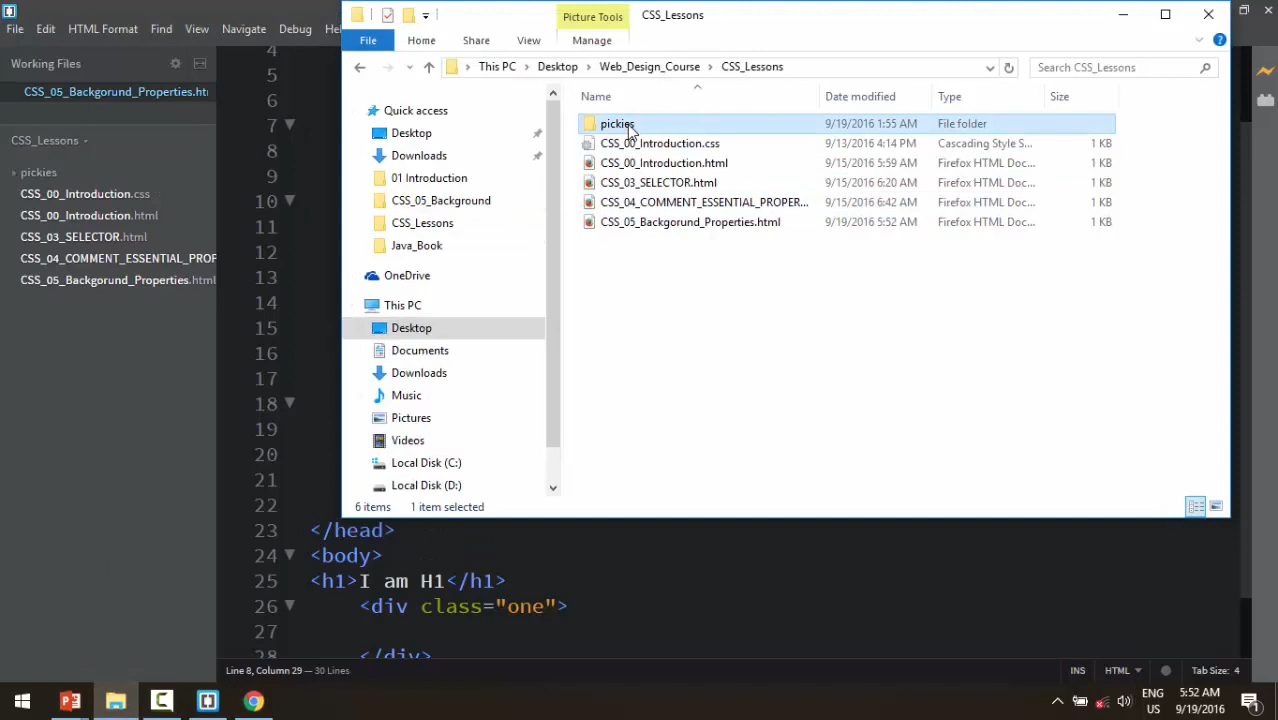 File Edit HTML Format Find View Navigate Debug Hel
Picture Tools
CSS_Lessons
File Home Share View Manage
This PC > Desktop > Web_Design_Course > CSS_Lessons
Search CSS_Lessons
Working Files
CSS_05_Backgorund_Properties.htm
CSS_Lessons
pickies
CSS_00_Introduction.css
CSS_00_Introduction.html
CSS_03_SELECTOR.html
CSS_04_COMMENT_ESSENTIAL_PROP
CSS_05_Backgorund_Properties.html
Quick access
Desktop
Downloads
01 Introduction
CSS_05_Background
CSS_Lessons
Java_Book
OneDrive
This PC
Desktop
Documents
Downloads
Music
Pictures
Videos
Local Disk (C:)
Local Disk (D:)
Name Date modified Type Size
pickies 9/19/2016 1:55 AM File folder
CSS_00_Introduction.css 9/13/2016 4:14 PM Cascading Style S... 1 KB
CSS_00_Introduction.html 9/15/2016 5:59 AM Firefox HTML Doc... 1 KB
CSS_03_SELECTOR.html 9/15/2016 6:20 AM Firefox HTML Doc... 1 KB
CSS_04_COMMENT_ESSENTIAL_PROPER... 9/15/2016 6:42 AM Firefox HTML Doc... 1 KB
CSS_05_Backgorund_Properties.html 9/19/2016 5:52 AM Firefox HTML Doc... 1 KB
6 items 1 item selected
4
5
6
7
8
9
10
11
12
13
14
15
16
17
18
19
20
21
22
23 </head>
24 <body>
25 <h1>I am H1</h1>
26 <div class="one">
27
28 </div>
Line 8, Column 29 — 30 Lines
INS HTML Tab Size: 4
ENG
US
5:52 AM
9/19/2016